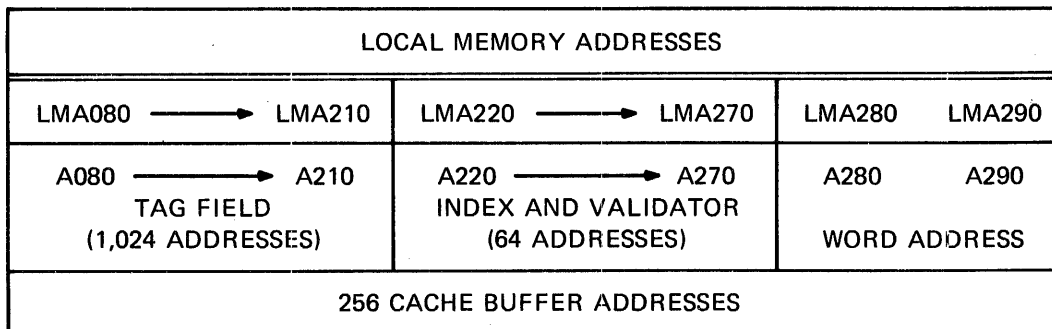 LOCAL MEMORY ADDRESSES
LMA080 → LMA210 LMA220 → LMA270 LMA280 LMA290
A080 → A210 A220 → A270 A280 A290
TAG FIELD INDEX AND VALIDATOR
(1,024 ADDRESSES) (64 ADDRESSES) WORD ADDRESS
256 CACHE BUFFER ADDRESSES